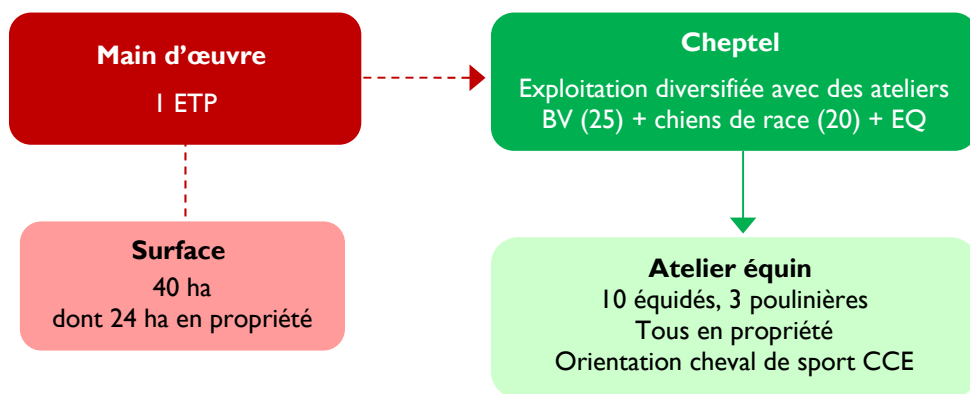 Main d’œuvre
1 ETP
Cheptel
Exploitation diversifiée avec des ateliers
BV (25) + chiens de race (20) + EQ
Surface
40 ha
dont 24 ha en propriété
Atelier équin
10 équidés, 3 poulinières
Tous en propriété
Orientation cheval de sport CCE